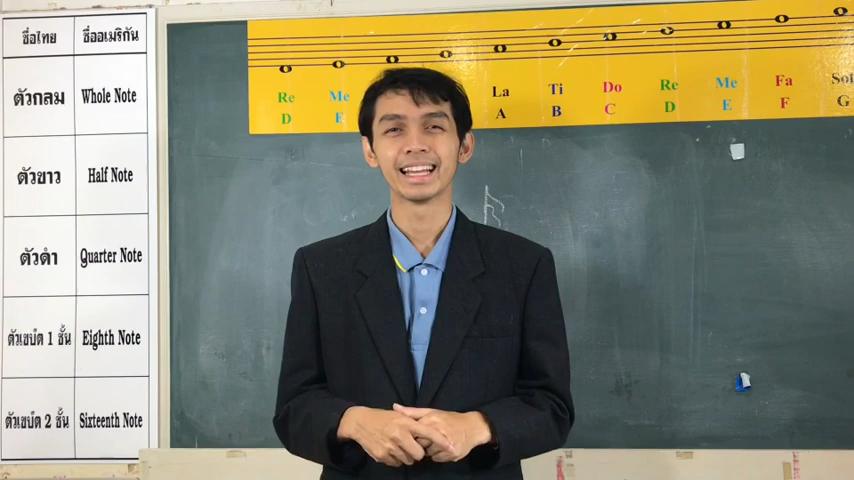 ชื่อไทย ชื่ออเมริกัน
ตัวกลม Whole Note
ตัวขาว Half Note
ตัวดำ Quarter Note
ตัวเขบ็ต 1 ชั้น Eighth Note
ตัวเขบ็ต 2 ชั้น Sixteenth Note
Re Me La Ti Do Re Me Fa Sol
D E A B C D E F G